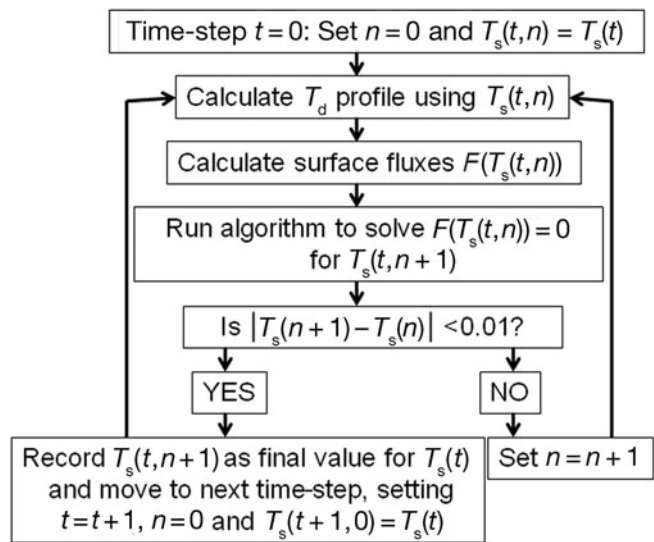 Time-step t = 0: Set n = 0 and Tₛ(t,n) = Tₛ(t)
Calculate T_d profile using Tₛ(t,n)
Calculate surface fluxes F(Tₛ(t,n))
Run algorithm to solve F(Tₛ(t,n)) = 0
for Tₛ(t,n + 1)
Is |Tₛ(n + 1) – Tₛ(n)| <0.01?
YES
NO
Record Tₛ(t,n+1) as final value for Tₛ(t)
and move to next time-step, setting
t = t + 1, n = 0 and Tₛ(t + 1, 0) = Tₛ(t)
Set n = n + 1